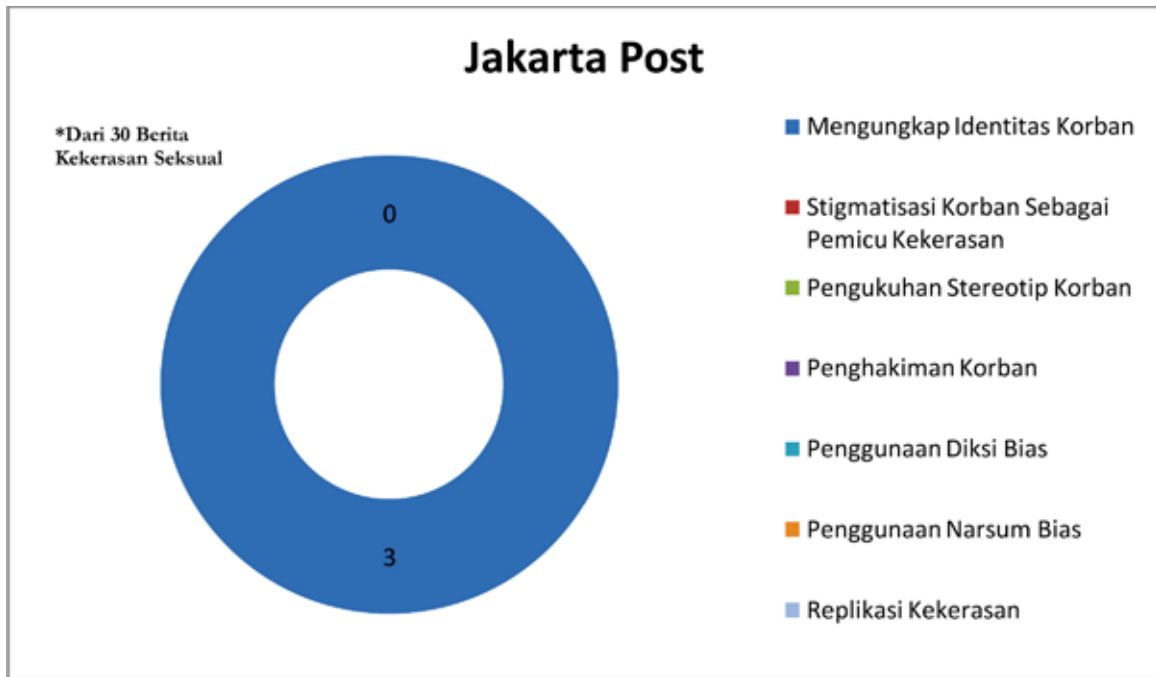 Jakarta Post
*Dari 30 Berita
Kekerasan Seksual
0
3
Mengungkap Identitas Korban
Stigmatisasi Korban Sebagai
Pemicu Kekerasan
Pengukuhan Stereotip Korban
Penghakiman Korban
Penggunaan Diksi Bias
Penggunaan Narsum Bias
Replikasi Kekerasan